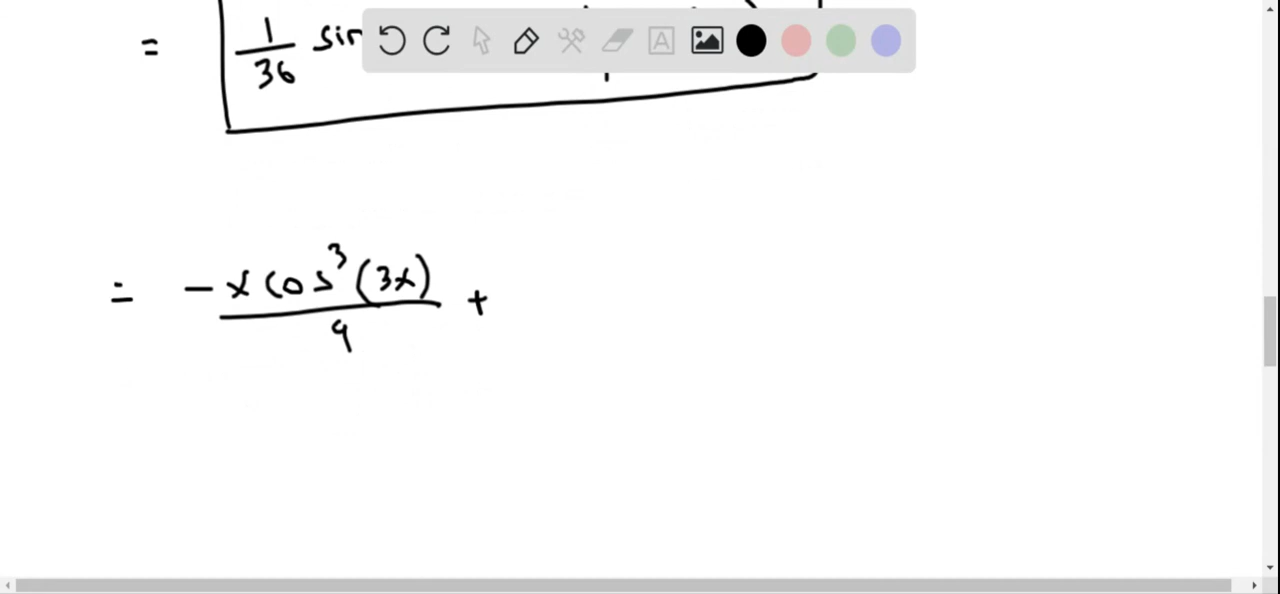 = 1/36 sin
= - x cos³(3x)/9 +